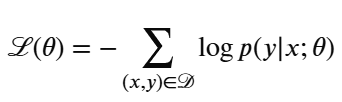 ℒ(θ) = − ∑_{(x,y)∈𝒟} log p(y|x; θ)